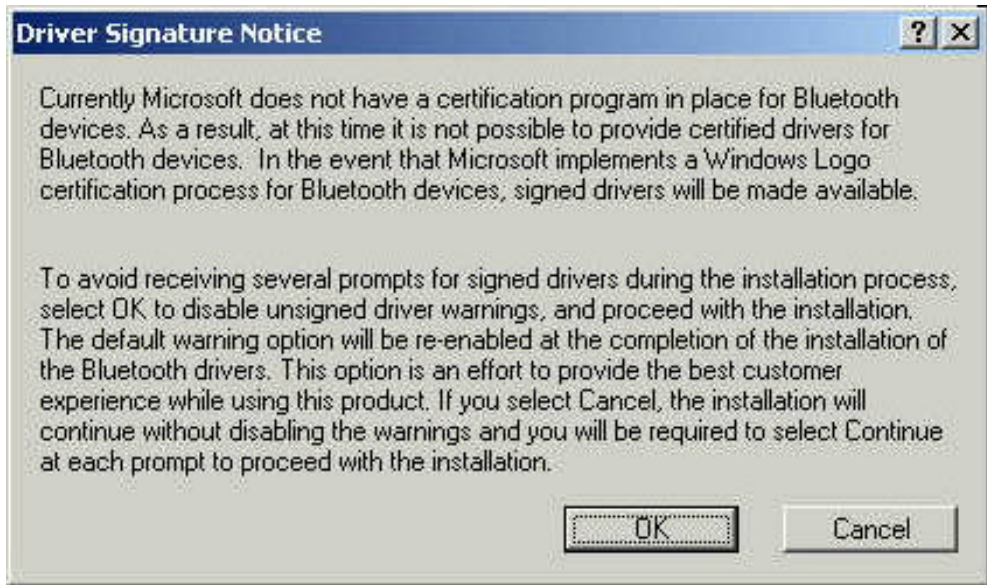 Driver Signature Notice
Currently Microsoft does not have a certification program in place for Bluetooth
devices. As a result, at this time it is not possible to provide certified drivers for
Bluetooth devices.  In the event that Microsoft implements a Windows Logo
certification process for Bluetooth devices, signed drivers will be made available.
To avoid receiving several prompts for signed drivers during the installation process,
select OK to disable unsigned driver warnings, and proceed with the installation.
The default warning option will be re-enabled at the completion of the installation of
the Bluetooth drivers. This option is an effort to provide the best customer
experience while using this product. If you select Cancel, the installation will
continue without disabling the warnings and you will be required to select Continue
at each prompt to proceed with the installation.
OK Cancel